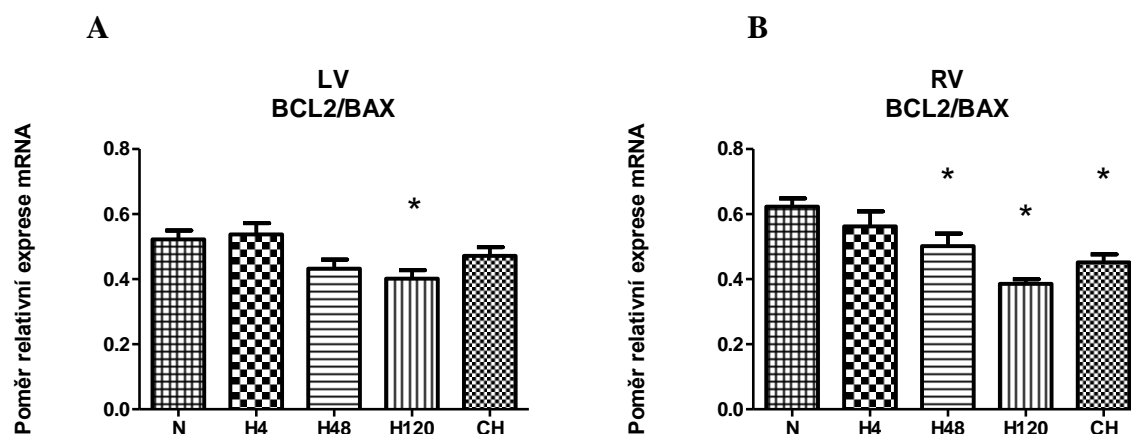 A
LV
BCL2/BAX
Poměr relativní exprese mRNA
0.8
0.6
0.4
0.2
0.0
*
N H4 H48 H120 CH
B
RV
BCL2/BAX
Poměr relativní exprese mRNA
0.8
0.6
0.4
0.2
0.0
* * *
N H4 H48 H120 CH